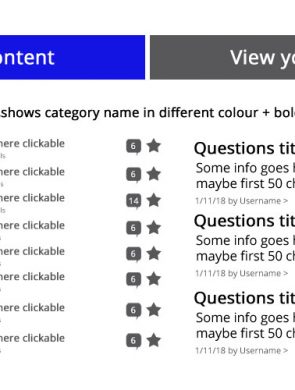 ontent
View yo
shows category name in different colour + bol
here clickable
ls
6
here clickable
s
6
here clickable
ls
14
here clickable
s
6
here clickable
s
6
here clickable
s
6
here clickable
s
6
here clickable
s
6
Questions tit
Some info goes h
maybe first 50 ch
1/11/18 by Username >
Questions tit
Some info goes h
maybe first 50 ch
1/11/18 by Username >
Questions tit
Some info goes h
maybe first 50 ch
1/11/18 by Username >